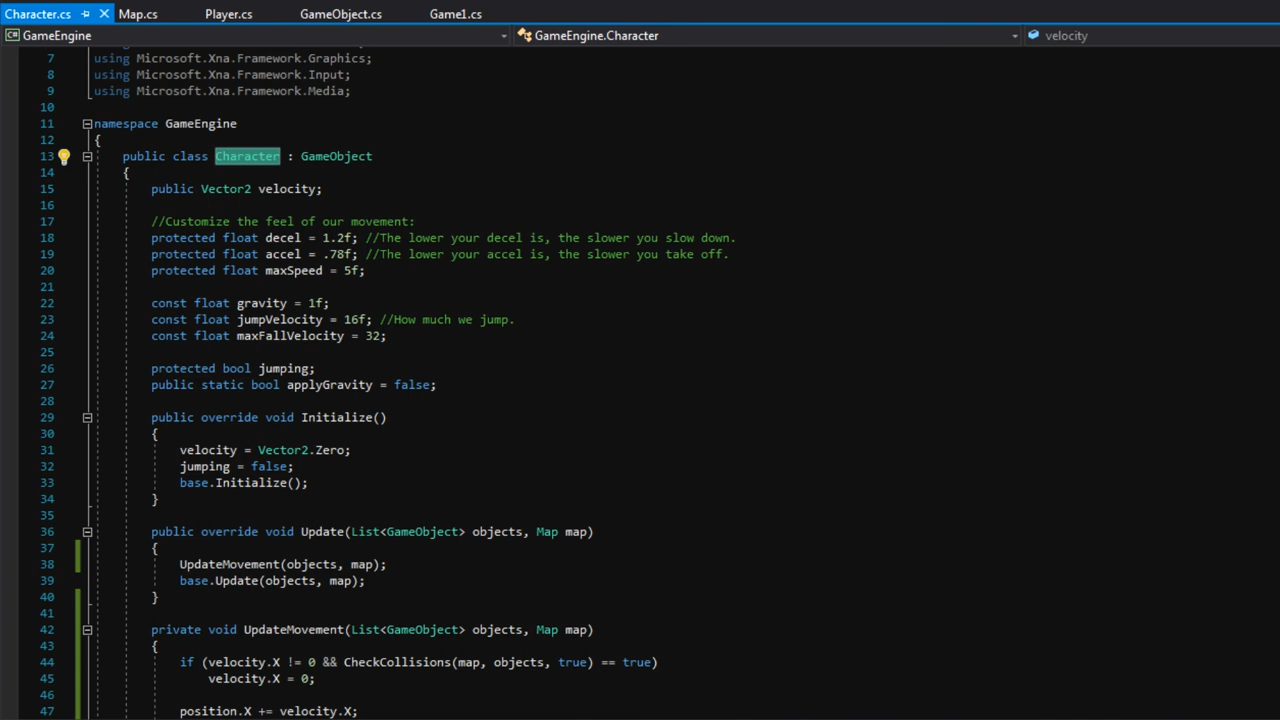 Character.cs Map.cs Player.cs GameObject.cs Game1.cs
C# GameEngine GameEngine.Character velocity
7 using Microsoft.Xna.Framework.Graphics;
8 using Microsoft.Xna.Framework.Input;
9 using Microsoft.Xna.Framework.Media;
10
11 namespace GameEngine
12 {
13 public class Character : GameObject
14 {
15 public Vector2 velocity;
16
17 //Customize the feel of our movement:
18 protected float decel = 1.2f; //The lower your decel is, the slower you slow down.
19 protected float accel = .78f; //The lower your accel is, the slower you take off.
20 protected float maxSpeed = 5f;
21
22 const float gravity = 1f;
23 const float jumpVelocity = 16f; //How much we jump.
24 const float maxFallVelocity = 32;
25
26 protected bool jumping;
27 public static bool applyGravity = false;
28
29 public override void Initialize()
30 {
31 velocity = Vector2.Zero;
32 jumping = false;
33 base.Initialize();
34 }
35
36 public override void Update(List<GameObject> objects, Map map)
37 {
38 UpdateMovement(objects, map);
39 base.Update(objects, map);
40 }
41
42 private void UpdateMovement(List<GameObject> objects, Map map)
43 {
44 if (velocity.X != 0 && CheckCollisions(map, objects, true) == true)
45 velocity.X = 0;
46
47 position.X += velocity.X;